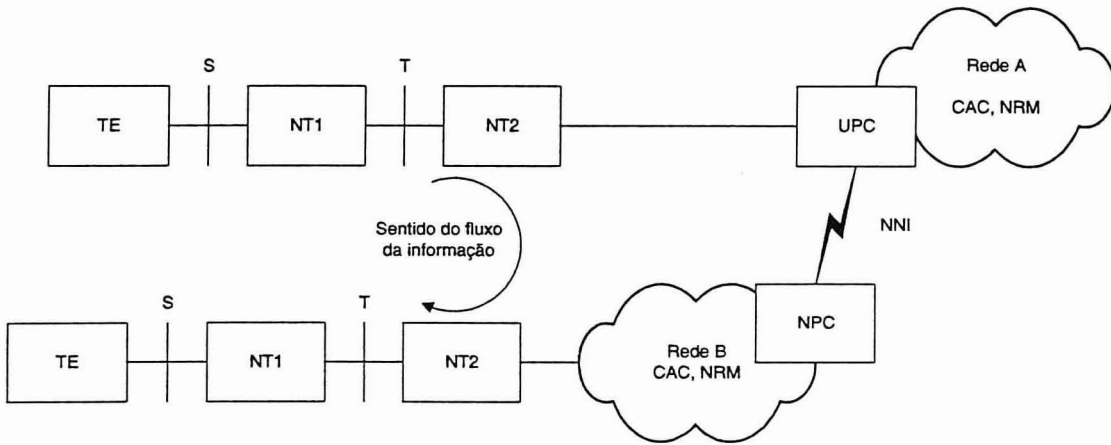 S
T
TE
NT1
NT2
UPC
Rede A
CAC, NRM
Sentido do fluxo
da informação
NNI
S
T
TE
NT1
NT2
Rede B
CAC, NRM
NPC